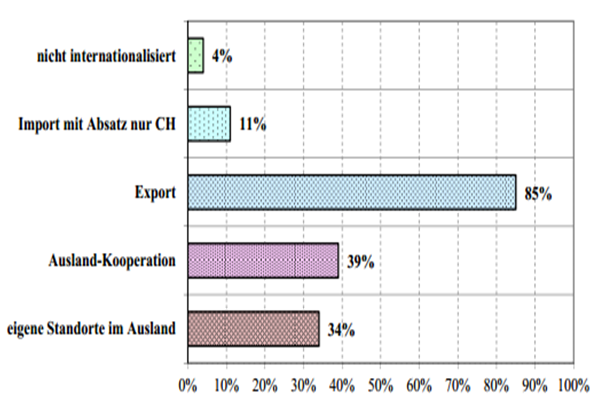 nicht internationalisiert 4%
Import mit Absatz nur CH 11%
Export 85%
Ausland-Kooperation 39%
eigene Standorte im Ausland 34%
0% 10% 20% 30% 40% 50% 60% 70% 80% 90% 100%